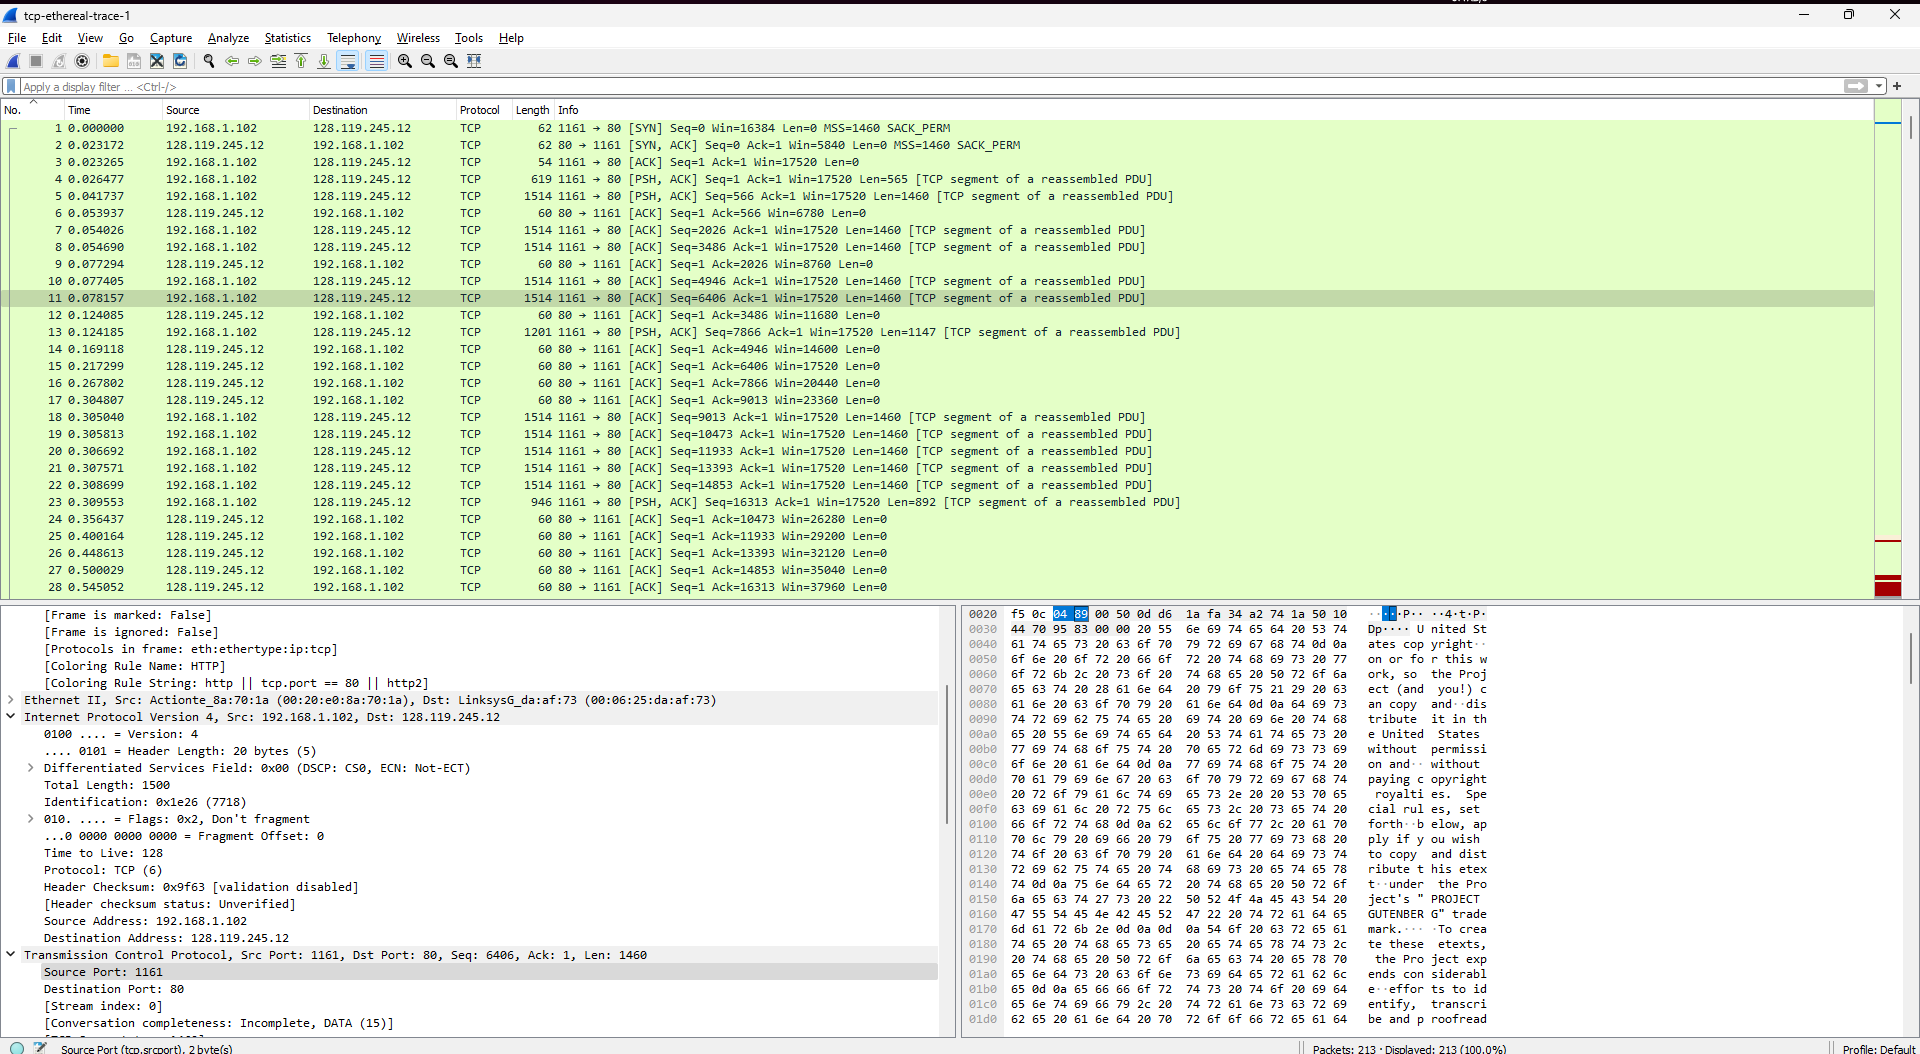 tcp-ethereal-trace-1
File Edit View Go Capture Analyze Statistics Telephony Wireless Tools Help
Apply a display filter ... <Ctrl-/>
No. Time Source Destination Protocol Length Info
1 0.000000 192.168.1.102 128.119.245.12 TCP 62 1161 → 80 [SYN] Seq=0 Win=16384 Len=0 MSS=1460 SACK_PERM
2 0.023172 128.119.245.12 192.168.1.102 TCP 62 80 → 1161 [SYN, ACK] Seq=0 Ack=1 Win=5840 Len=0 MSS=1460 SACK_PERM
3 0.023265 192.168.1.102 128.119.245.12 TCP 54 1161 → 80 [ACK] Seq=1 Ack=1 Win=17520 Len=0
4 0.026477 192.168.1.102 128.119.245.12 TCP 619 1161 → 80 [PSH, ACK] Seq=1 Ack=1 Win=17520 Len=565 [TCP segment of a reassembled PDU]
5 0.041737 192.168.1.102 128.119.245.12 TCP 1514 1161 → 80 [PSH, ACK] Seq=566 Ack=1 Win=17520 Len=1460 [TCP segment of a reassembled PDU]
6 0.053937 128.119.245.12 192.168.1.102 TCP 60 80 → 1161 [ACK] Seq=1 Ack=566 Win=6780 Len=0
7 0.054026 192.168.1.102 128.119.245.12 TCP 1514 1161 → 80 [ACK] Seq=2026 Ack=1 Win=17520 Len=1460 [TCP segment of a reassembled PDU]
8 0.054690 192.168.1.102 128.119.245.12 TCP 1514 1161 → 80 [ACK] Seq=3486 Ack=1 Win=17520 Len=1460 [TCP segment of a reassembled PDU]
9 0.077294 128.119.245.12 192.168.1.102 TCP 60 80 → 1161 [ACK] Seq=1 Ack=2026 Win=8760 Len=0
10 0.077405 192.168.1.102 128.119.245.12 TCP 1514 1161 → 80 [ACK] Seq=4946 Ack=1 Win=17520 Len=1460 [TCP segment of a reassembled PDU]
11 0.078157 192.168.1.102 128.119.245.12 TCP 1514 1161 → 80 [ACK] Seq=6406 Ack=1 Win=17520 Len=1460 [TCP segment of a reassembled PDU]
12 0.124085 128.119.245.12 192.168.1.102 TCP 60 80 → 1161 [ACK] Seq=1 Ack=3486 Win=11680 Len=0
13 0.124185 192.168.1.102 128.119.245.12 TCP 1201 1161 → 80 [PSH, ACK] Seq=7866 Ack=1 Win=17520 Len=1147 [TCP segment of a reassembled PDU]
14 0.169118 128.119.245.12 192.168.1.102 TCP 60 80 → 1161 [ACK] Seq=1 Ack=4946 Win=14600 Len=0
15 0.217299 128.119.245.12 192.168.1.102 TCP 60 80 → 1161 [ACK] Seq=1 Ack=6406 Win=17520 Len=0
16 0.267802 128.119.245.12 192.168.1.102 TCP 60 80 → 1161 [ACK] Seq=1 Ack=7866 Win=20440 Len=0
17 0.304807 128.119.245.12 192.168.1.102 TCP 60 80 → 1161 [ACK] Seq=1 Ack=9013 Win=23360 Len=0
18 0.305040 192.168.1.102 128.119.245.12 TCP 1514 1161 → 80 [ACK] Seq=9013 Ack=1 Win=17520 Len=1460 [TCP segment of a reassembled PDU]
19 0.305813 192.168.1.102 128.119.245.12 TCP 1514 1161 → 80 [ACK] Seq=10473 Ack=1 Win=17520 Len=1460 [TCP segment of a reassembled PDU]
20 0.306692 192.168.1.102 128.119.245.12 TCP 1514 1161 → 80 [ACK] Seq=11933 Ack=1 Win=17520 Len=1460 [TCP segment of a reassembled PDU]
21 0.307571 192.168.1.102 128.119.245.12 TCP 1514 1161 → 80 [ACK] Seq=13393 Ack=1 Win=17520 Len=1460 [TCP segment of a reassembled PDU]
22 0.308699 192.168.1.102 128.119.245.12 TCP 1514 1161 → 80 [ACK] Seq=14853 Ack=1 Win=17520 Len=1460 [TCP segment of a reassembled PDU]
23 0.309553 192.168.1.102 128.119.245.12 TCP 946 1161 → 80 [PSH, ACK] Seq=16313 Ack=1 Win=17520 Len=892 [TCP segment of a reassembled PDU]
24 0.356437 128.119.245.12 192.168.1.102 TCP 60 80 → 1161 [ACK] Seq=1 Ack=10473 Win=26280 Len=0
25 0.400164 128.119.245.12 192.168.1.102 TCP 60 80 → 1161 [ACK] Seq=1 Ack=11933 Win=29200 Len=0
26 0.448613 128.119.245.12 192.168.1.102 TCP 60 80 → 1161 [ACK] Seq=1 Ack=13393 Win=32120 Len=0
27 0.500029 128.119.245.12 192.168.1.102 TCP 60 80 → 1161 [ACK] Seq=1 Ack=14853 Win=35040 Len=0
28 0.545052 128.119.245.12 192.168.1.102 TCP 60 80 → 1161 [ACK] Seq=1 Ack=16313 Win=37960 Len=0
[Frame is marked: False]
[Frame is ignored: False]
[Protocols in frame: eth:ethertype:ip:tcp]
[Coloring Rule Name: HTTP]
[Coloring Rule String: http || tcp.port == 80 || http2]
Ethernet II, Src: Actionte_8a:70:1a (00:20:e0:8a:70:1a), Dst: LinksysG_da:af:73 (00:06:25:da:af:73)
Internet Protocol Version 4, Src: 192.168.1.102, Dst: 128.119.245.12
0100 .... = Version: 4
.... 0101 = Header Length: 20 bytes (5)
Differentiated Services Field: 0x00 (DSCP: CS0, ECN: Not-ECT)
Total Length: 1500
Identification: 0x1e26 (7718)
010. .... = Flags: 0x2, Don't fragment
...0 0000 0000 0000 = Fragment Offset: 0
Time to Live: 128
Protocol: TCP (6)
Header Checksum: 0x9f63 [validation disabled]
[Header checksum status: Unverified]
Source Address: 192.168.1.102
Destination Address: 128.119.245.12
Transmission Control Protocol, Src Port: 1161, Dst Port: 80, Seq: 6406, Ack: 1, Len: 1460
Source Port: 1161
Destination Port: 80
[Stream index: 0]
[Conversation completeness: Incomplete, DATA (15)]
0020 f5 0c 04 89 00 50 0d d6 1a fa 34 a2 74 1a 50 10 ·····P·· ··4·t·P·
0030 44 70 95 83 00 00 20 55 6e 69 74 65 64 20 53 74 Dp···· U nited St
0040 61 74 65 73 20 63 6f 70 79 72 69 67 68 74 0d 0a ates cop yright··
0050 6f 6e 20 6f 72 20 66 6f 72 20 74 68 69 73 20 77 on or fo r this w
0060 6f 72 6b 2c 20 73 6f 20 74 68 65 20 50 72 6f 6a ork, so  the Proj
0070 65 63 74 20 28 61 6e 64 20 79 6f 75 21 29 20 63 ect (and  you!) c
0080 61 6e 20 63 6f 70 79 20 61 6e 64 0d 0a 64 69 73 an copy  and··dis
0090 74 72 69 62 75 74 65 20 69 74 20 69 6e 20 74 68 tribute  it in th
00a0 65 20 55 6e 69 74 65 64 20 53 74 61 74 65 73 20 e United  States
00b0 77 69 74 68 6f 75 74 20 70 65 72 6d 69 73 73 69 without  permissi
00c0 6f 6e 20 61 6e 64 0d 0a 77 69 74 68 6f 75 74 20 on and·· without
00d0 70 61 79 69 6e 67 20 63 6f 70 79 72 69 67 68 74 paying c opyright
00e0 20 72 6f 79 61 6c 74 69 65 73 2e 20 20 53 70 65  royalti es.  Spe
00f0 63 69 61 6c 20 72 75 6c 65 73 2c 20 73 65 74 20 cial rul es, set
0100 66 6f 72 74 68 0d 0a 62 65 6c 6f 77 2c 20 61 70 forth··b elow, ap
0110 70 6c 79 20 69 66 20 79 6f 75 20 77 69 73 68 20 ply if y ou wish
0120 74 6f 20 63 6f 70 79 20 61 6e 64 20 64 69 73 74 to copy  and dist
0130 72 69 62 75 74 65 20 74 68 69 73 20 65 74 65 78 ribute t his etex
0140 74 0d 0a 75 6e 64 65 72 20 74 68 65 20 50 72 6f t··under  the Pro
0150 6a 65 63 74 27 73 20 22 50 52 4f 4a 45 43 54 20 ject's " PROJECT
0160 47 55 54 45 4e 42 45 52 47 22 20 74 72 61 64 65 GUTENBER G" trade
0170 6d 61 72 6b 2e 0d 0a 0d 0a 54 6f 20 63 72 65 61 mark.··· ·To crea
0180 74 65 20 74 68 65 73 65 20 65 74 65 78 74 73 2c te these  etexts,
0190 20 74 68 65 20 50 72 6f 6a 65 63 74 20 65 78 70  the Pro ject exp
01a0 65 6e 64 73 20 63 6f 6e 73 69 64 65 72 61 62 6c ends con siderabl
01b0 65 0d 0a 65 66 66 6f 72 74 73 20 74 6f 20 69 64 e··effor ts to id
01c0 65 6e 74 69 66 79 2c 20 74 72 61 6e 73 63 72 69 entify,  transcri
01d0 62 65 20 61 6e 64 20 70 72 6f 6f 66 72 65 61 64 be and p roofread
Source Port (tcp.srcport), 2 byte(s) Packets: 213 · Displayed: 213 (100.0%) Profile: Default